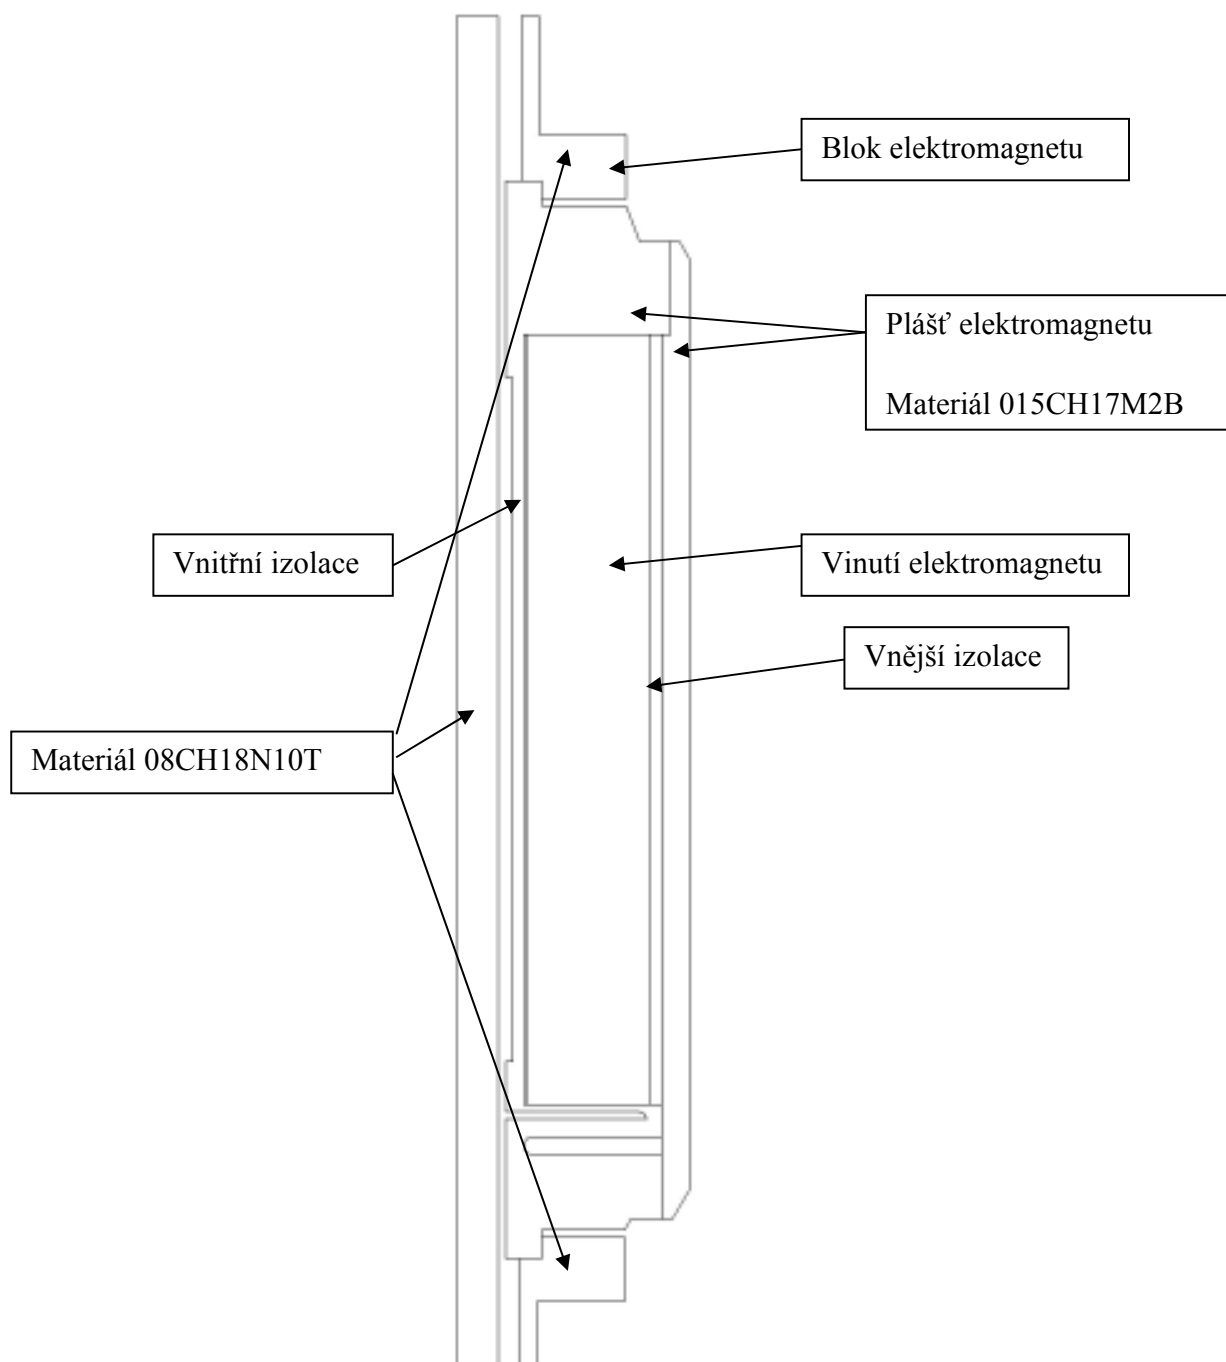 Blok elektromagnetu
Plášť elektromagnetu
Materiál 015CH17M2B
Vnitřní izolace
Vinutí elektromagnetu
Vnější izolace
Materiál 08CH18N10T